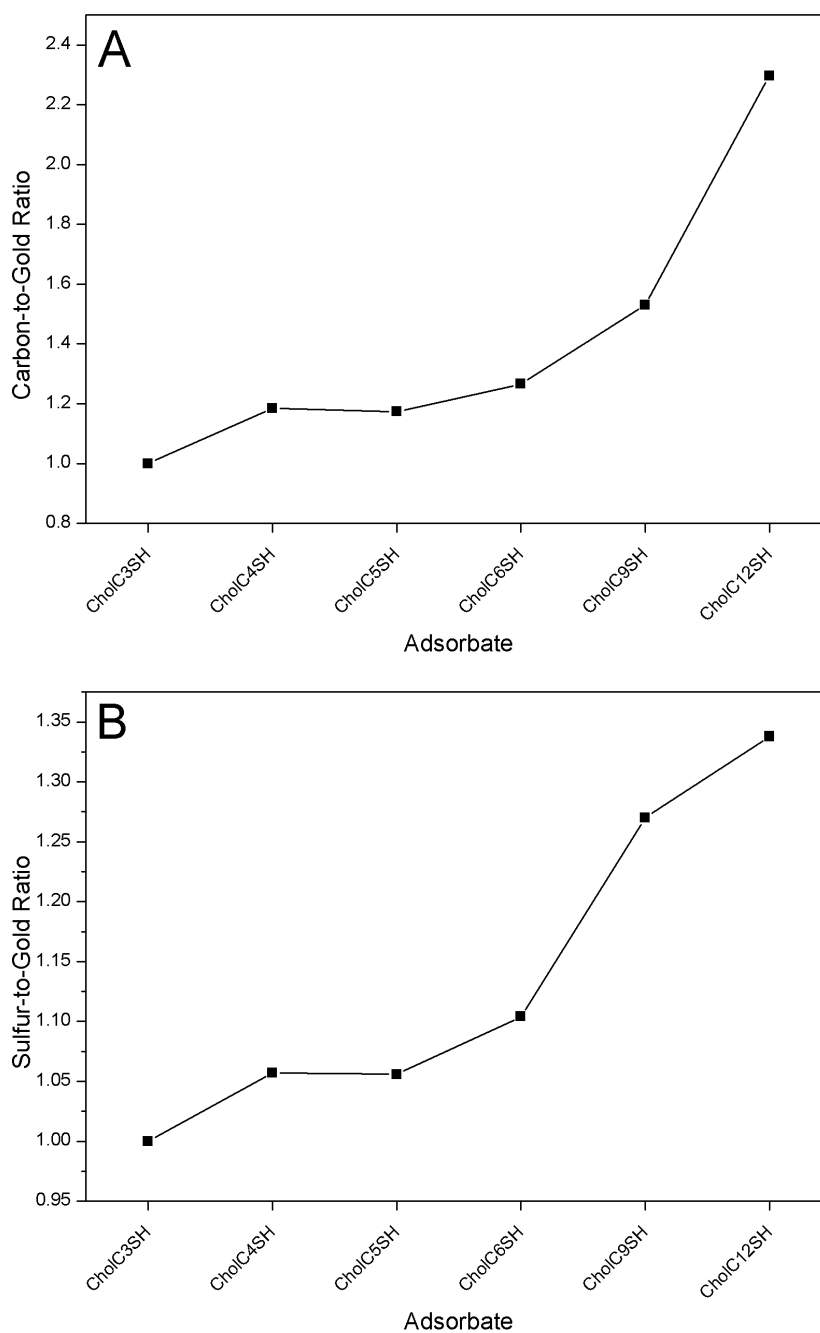 A
Carbon-to-Gold Ratio
2.4
2.2
2.0
1.8
1.6
1.4
1.2
1.0
0.8
CholC3SH
CholC4SH
CholC5SH
CholC6SH
CholC9SH
CholC12SH
Adsorbate
B
Sulfur-to-Gold Ratio
1.35
1.30
1.25
1.20
1.15
1.10
1.05
1.00
0.95
CholC3SH
CholC4SH
CholC5SH
CholC6SH
CholC9SH
CholC12SH
Adsorbate